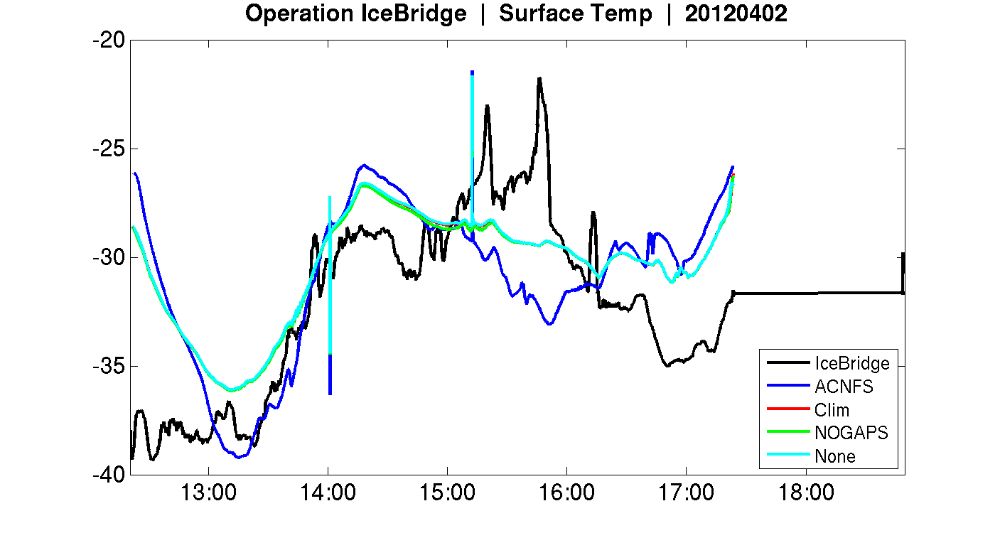 Operation IceBridge | Surface Temp | 20120402
-20
-25
-30
-35
-40
13:00 14:00 15:00 16:00 17:00 18:00
IceBridge
ACNFS
Clim
NOGAPS
None